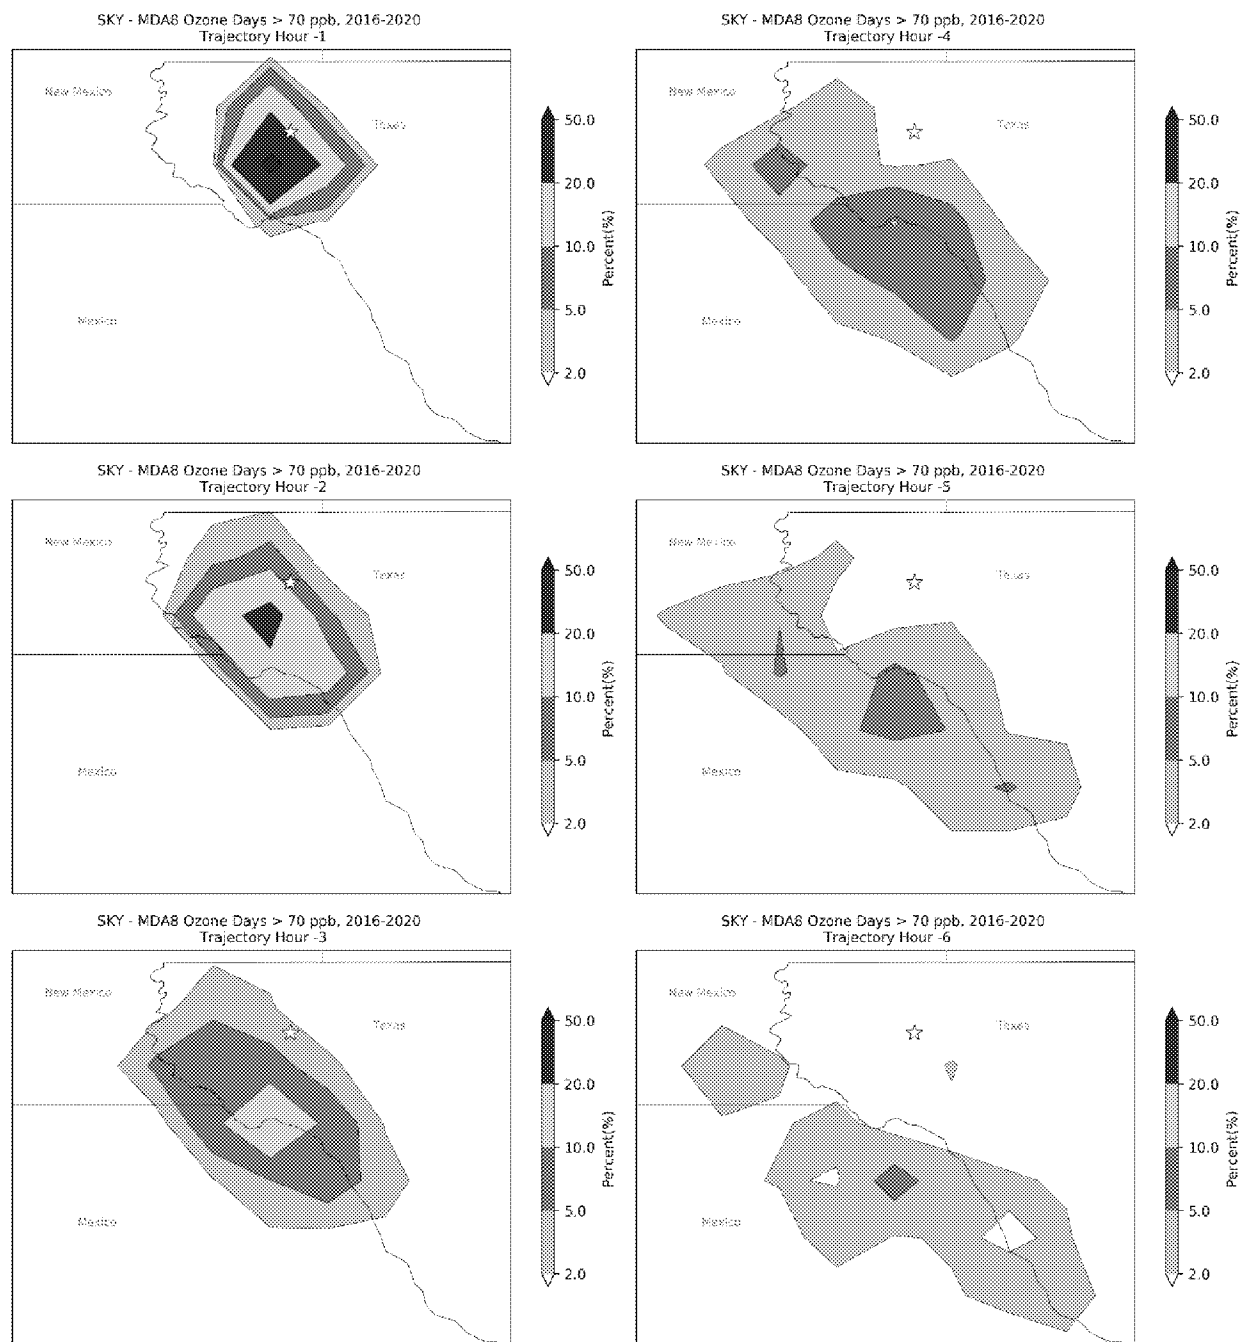 SKY - MDA8 Ozone Days > 70 ppb, 2016-2020
Trajectory Hour -1
New Mexico
Texas
Mexico
50.0
20.0
10.0
5.0
2.0
Percent(%)
SKY - MDA8 Ozone Days > 70 ppb, 2016-2020
Trajectory Hour -4
New Mexico
Texas
Mexico
50.0
20.0
10.0
5.0
2.0
Percent(%)
SKY - MDA8 Ozone Days > 70 ppb, 2016-2020
Trajectory Hour -2
New Mexico
Texas
Mexico
50.0
20.0
10.0
5.0
2.0
Percent(%)
SKY - MDA8 Ozone Days > 70 ppb, 2016-2020
Trajectory Hour -5
New Mexico
Texas
Mexico
50.0
20.0
10.0
5.0
2.0
Percent(%)
SKY - MDA8 Ozone Days > 70 ppb, 2016-2020
Trajectory Hour -3
New Mexico
Texas
Mexico
50.0
20.0
10.0
5.0
2.0
Percent(%)
SKY - MDA8 Ozone Days > 70 ppb, 2016-2020
Trajectory Hour -6
New Mexico
Texas
Mexico
50.0
20.0
10.0
5.0
2.0
Percent(%)